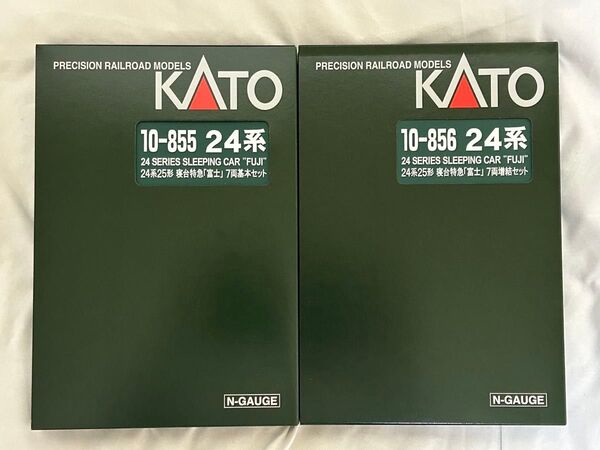 PRECISION RAILROAD MODELS
KATO
10-855 24系
24 SERIES SLEEPING CAR "FUJI"
24系25形 寝台特急「富士」7両基本セット
N-GAUGE
PRECISION RAILROAD MODELS
KATO
10-856 24系
24 SERIES SLEEPING CAR "FUJI"
24系25形 寝台特急「富士」7両増結セット
N-GAUGE